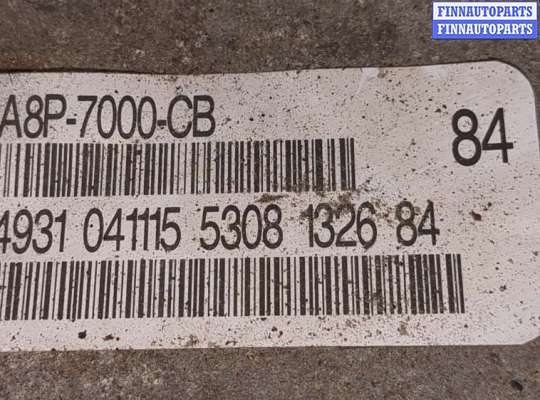 FINNAUTOPARTS
FINNAUTOPARTS
A8P-7000-CB
84
4931 041115 5308 1326 84